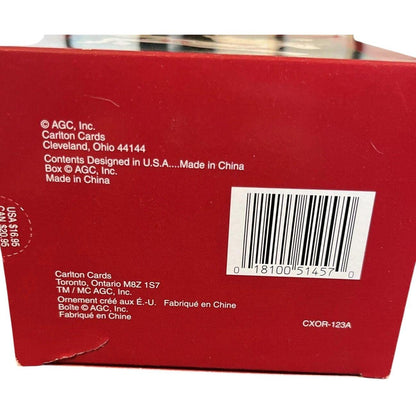 © AGC, Inc.
Carlton Cards
Cleveland, Ohio 44144
Contents Designed in U.S.A....Made in China
Box © AGC, Inc.
Made in China
USA $16.95
CAN $20.95
0 18100 51457 0
Carlton Cards
Toronto, Ontario M8Z 1S7
TM / MC AGC, Inc.
Ornement créé aux É.-U. Fabriqué en Chine
Boîte © AGC, Inc.
Fabriqué en Chine
CXOR-123A